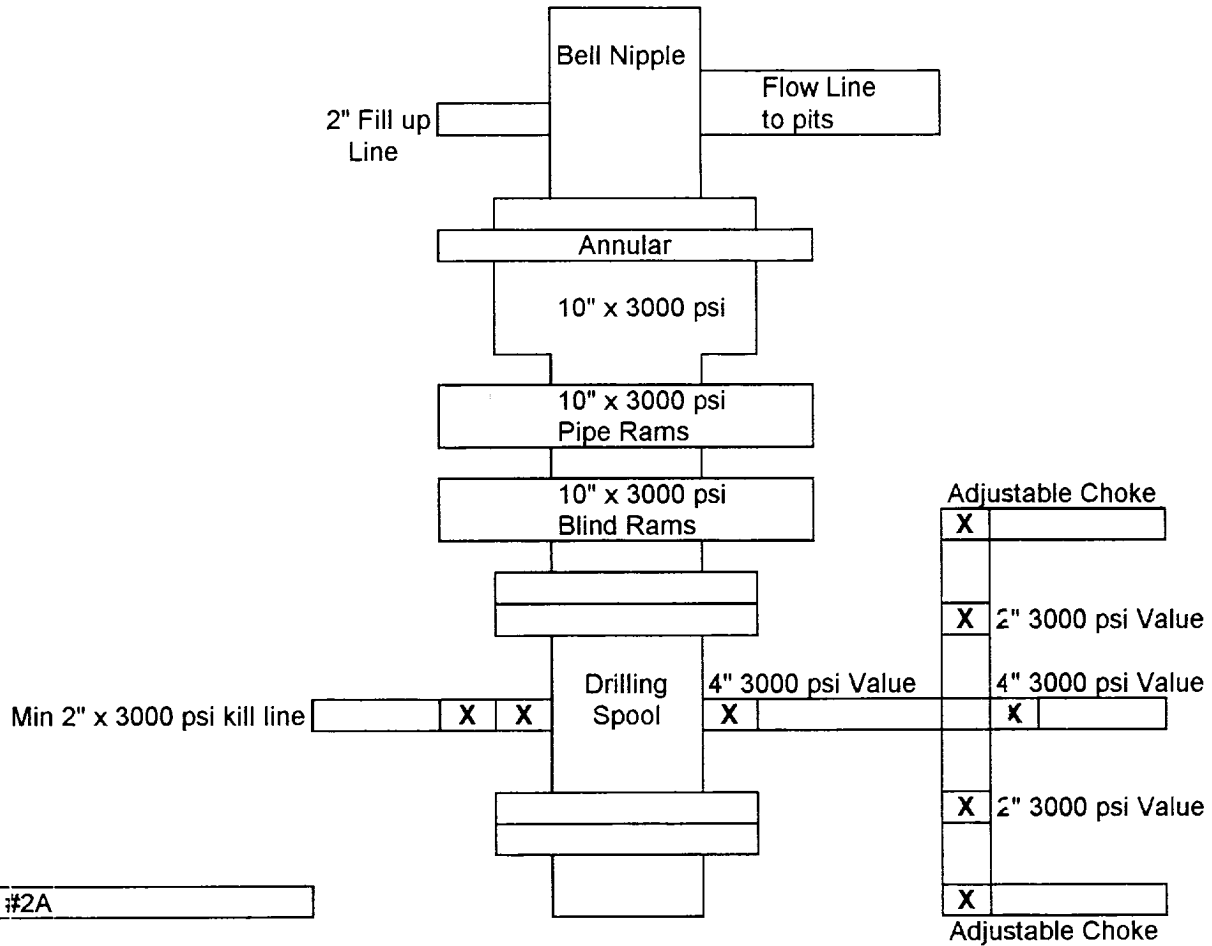 Bell Nipple
Flow Line
to pits
2" Fill up
Line
Annular
10" x 3000 psi
10" x 3000 psi
Pipe Rams
10" x 3000 psi
Blind Rams
Adjustable Choke
X
X 2" 3000 psi Value
Drilling
Spool
4" 3000 psi Value
4" 3000 psi Value
Min 2" x 3000 psi kill line
X X
X
X
X 2" 3000 psi Value
#2A
X
Adjustable Choke